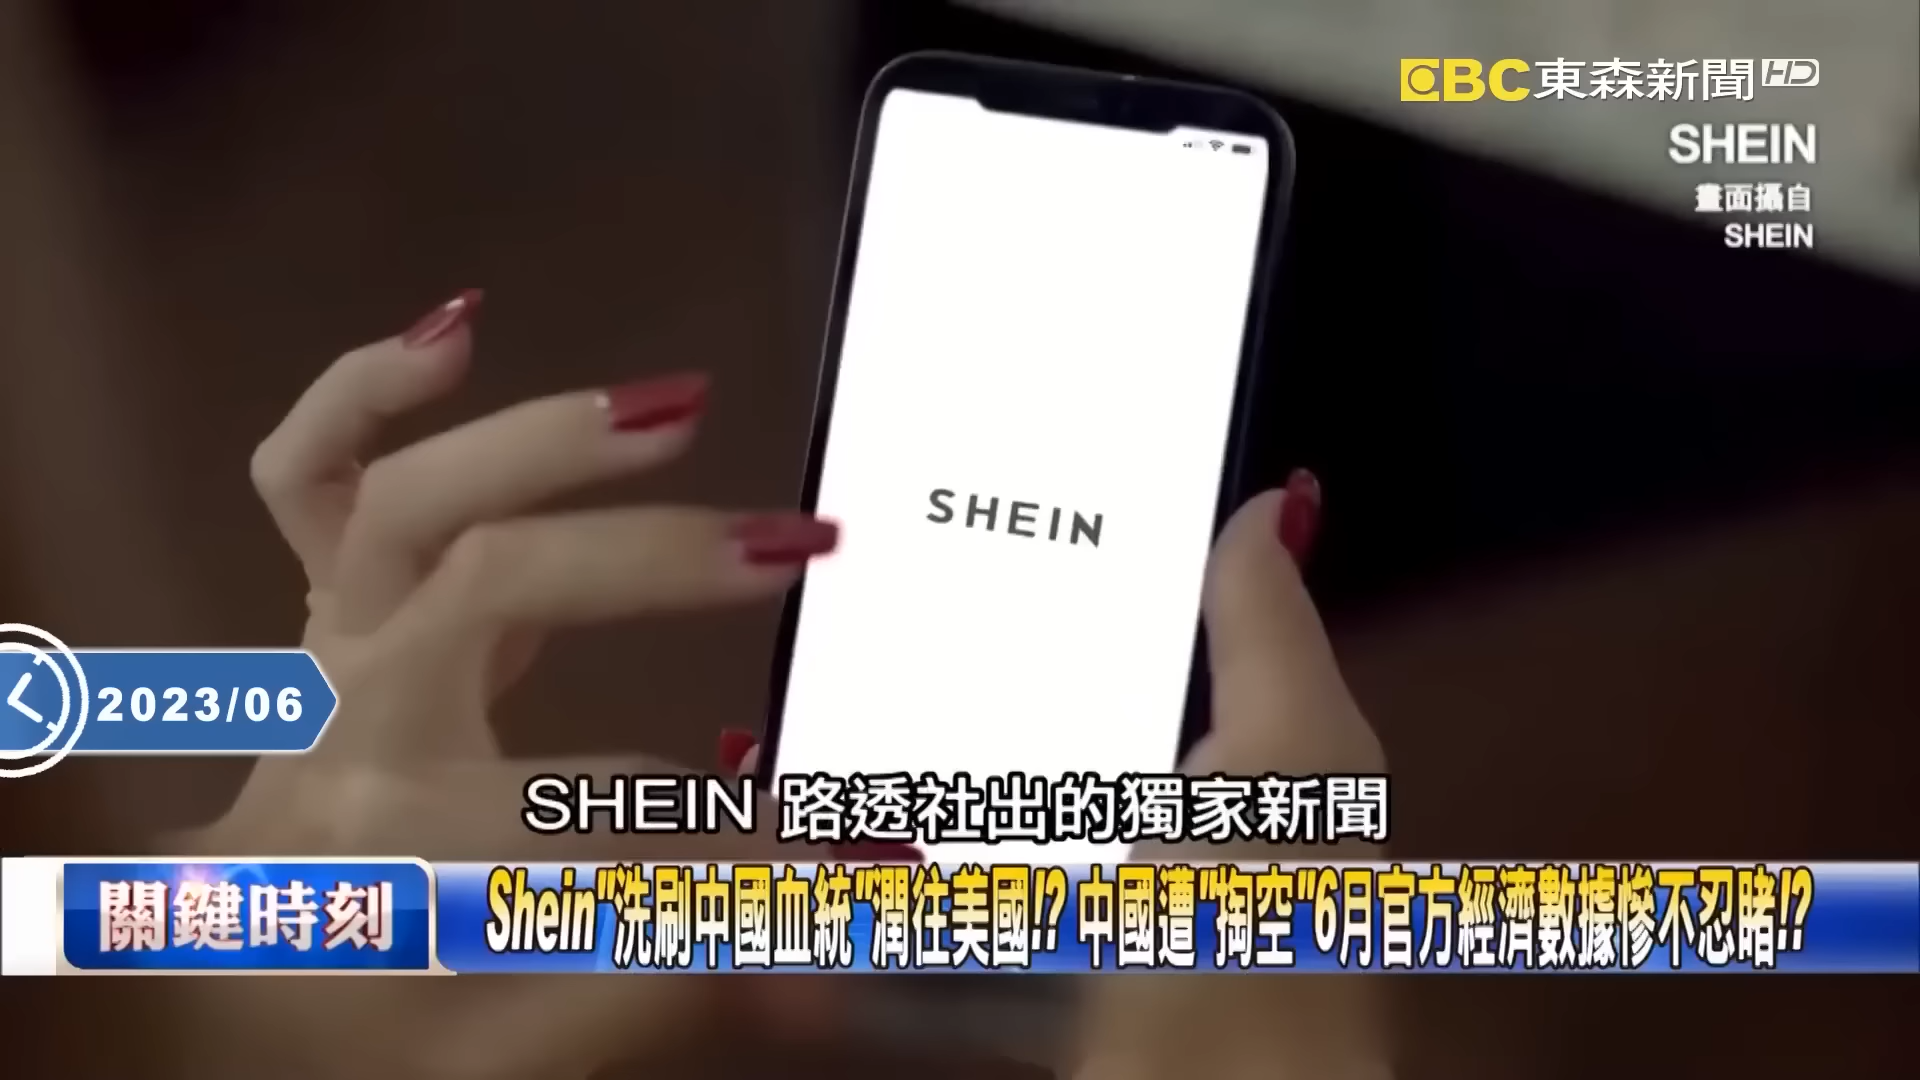 EBC東森新聞HD
SHEIN
畫面攝自
SHEIN
SHEIN
2023/06
SHEIN 路透社出的獨家新聞
關鍵時刻
Shein"洗刷中國血統"潤往美國!? 中國遭"掏空"6月官方經濟數據慘不忍睹!?